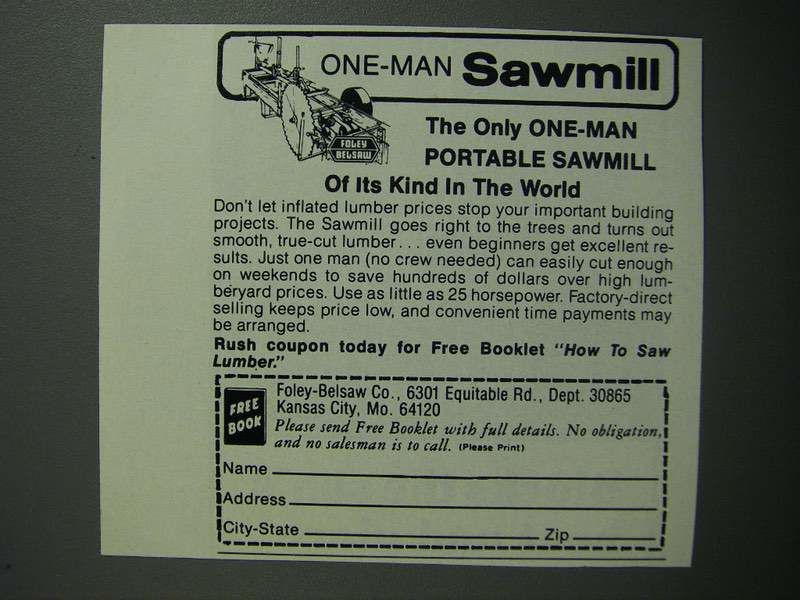 ONE-MAN Sawmill
FOLEY
BELSAW
The Only ONE-MAN
PORTABLE SAWMILL
Of Its Kind In The World
Don't let inflated lumber prices stop your important building
projects. The Sawmill goes right to the trees and turns out
smooth, true-cut lumber... even beginners get excellent re-
sults. Just one man (no crew needed) can easily cut enough
on weekends to save hundreds of dollars over high lum-
beryard prices. Use as little as 25 horsepower. Factory-direct
selling keeps price low, and convenient time payments may
be arranged.
Rush coupon today for Free Booklet "How To Saw
Lumber."
FREE
BOOK
Foley-Belsaw Co., 6301 Equitable Rd., Dept. 30865
Kansas City, Mo. 64120
Please send Free Booklet with full details. No obligation,
and no salesman is to call. (Please Print)
Name
Address
City-State Zip